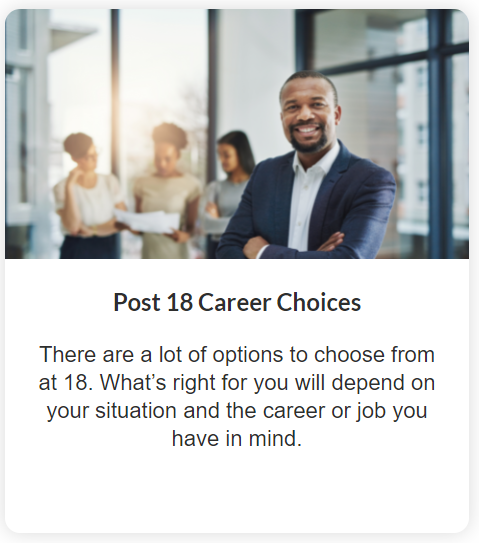 Post 18 Career Choices
There are a lot of options to choose from
at 18. What’s right for you will depend on
your situation and the career or job you
have in mind.